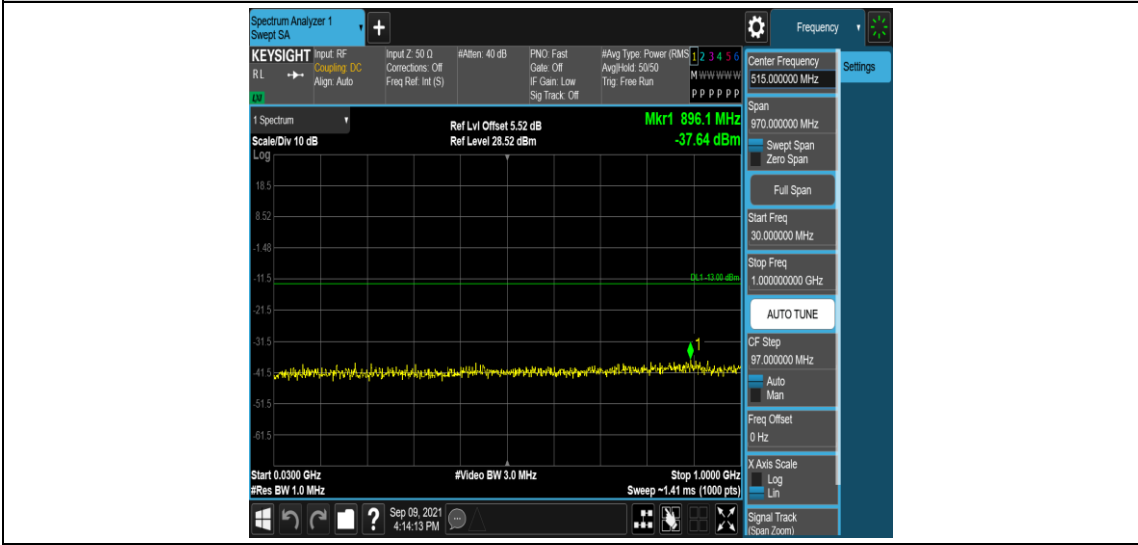 Spectrum Analyzer 1
Swept SA
+
Frequency
KEYSIGHT
RL
LM
Input: RF
Coupling: DC
Align: Auto
Input Z: 50 Ω
Corrections: Off
Freq Ref: Int (S)
#Atten: 40 dB
PNO: Fast
Gate: Off
IF Gain: Low
Sig Track: Off
#Avg Type: Power (RMS
Avg|Hold: 50/50
Trig: Free Run
1 2 3 4 5 6
M W W W W W
P P P P P P
1 Spectrum
Scale/Div 10 dB
Log
Ref Lvl Offset 5.52 dB
Ref Level 28.52 dBm
Mkr1 896.1 MHz
-37.64 dBm
18.5
8.52
-1.48
-11.5
DL1 -13.00 dBm
-21.5
-31.5
1
-41.5
-51.5
-61.5
Start 0.0300 GHz
#Res BW 1.0 MHz
#Video BW 3.0 MHz
Stop 1.0000 GHz
Sweep ~1.41 ms (1000 pts)
?
Sep 09, 2021
4:14:13 PM
Center Frequency
515.000000 MHz
Settings
Span
970.000000 MHz
Swept Span
Zero Span
Full Span
Start Freq
30.000000 MHz
Stop Freq
1.000000000 GHz
AUTO TUNE
CF Step
97.000000 MHz
Auto
Man
Freq Offset
0 Hz
X Axis Scale
Log
Lin
Signal Track
(Span Zoom)